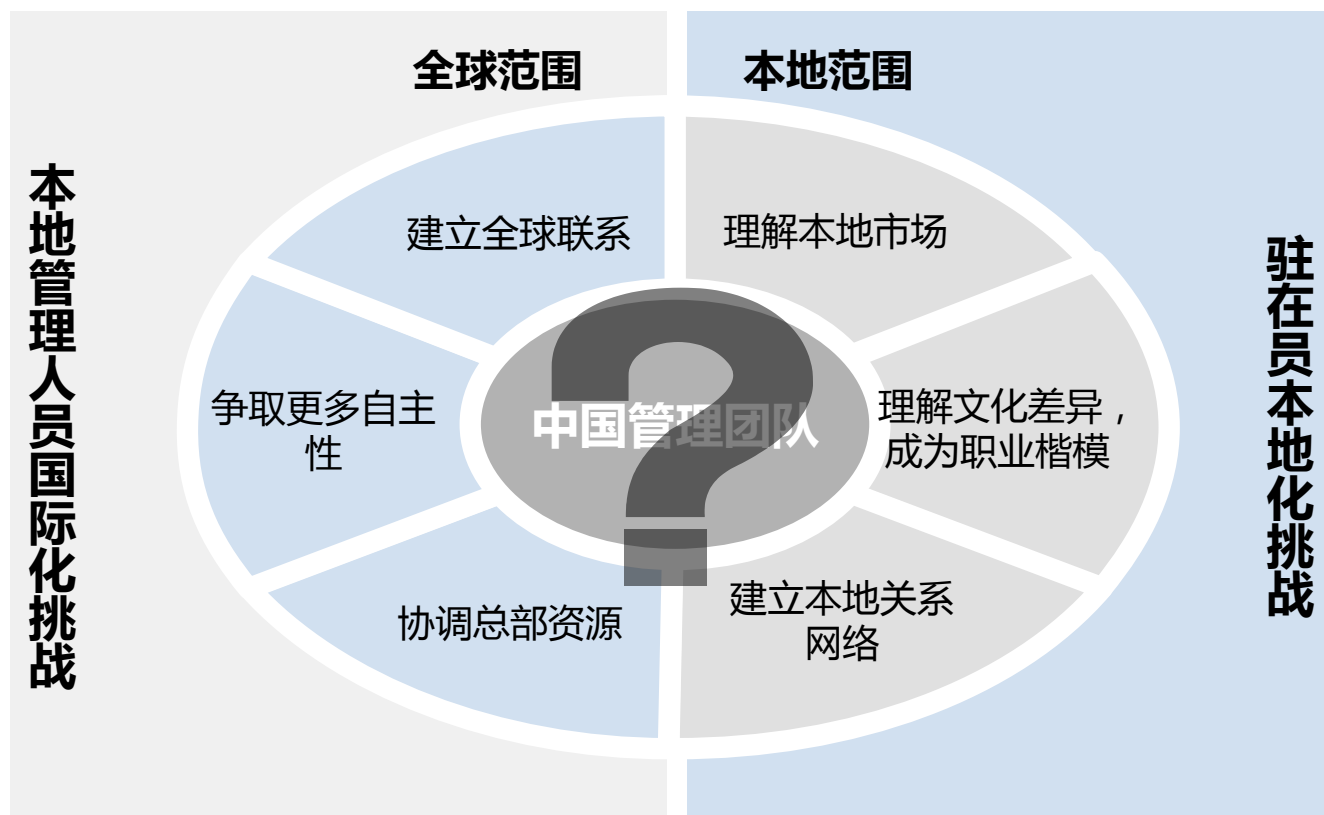 全球范围
本地范围
本地管理人员国际化挑战
建立全球联系
理解本地市场
驻在员本地化挑战
争取更多自主
性
?
中国管理团队
理解文化差异，
成为职业楷模
协调总部资源
建立本地关系
网络